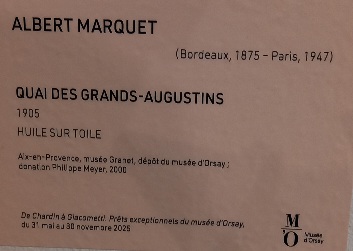 ALBERT MARQUET
(Bordeaux, 1875 – Paris, 1947)
QUAI DES GRANDS-AUGUSTINS
1905
HUILE SUR TOILE
Aix-en-Provence, musée Granet, dépôt du musée d'Orsay ;
donation Philippe Meyer, 2000
De Chardin à Giacometti. Prêts exceptionnels du musée d'Orsay,
du 31 mai au 30 novembre 2025
M
'O
Musée
d'Orsay